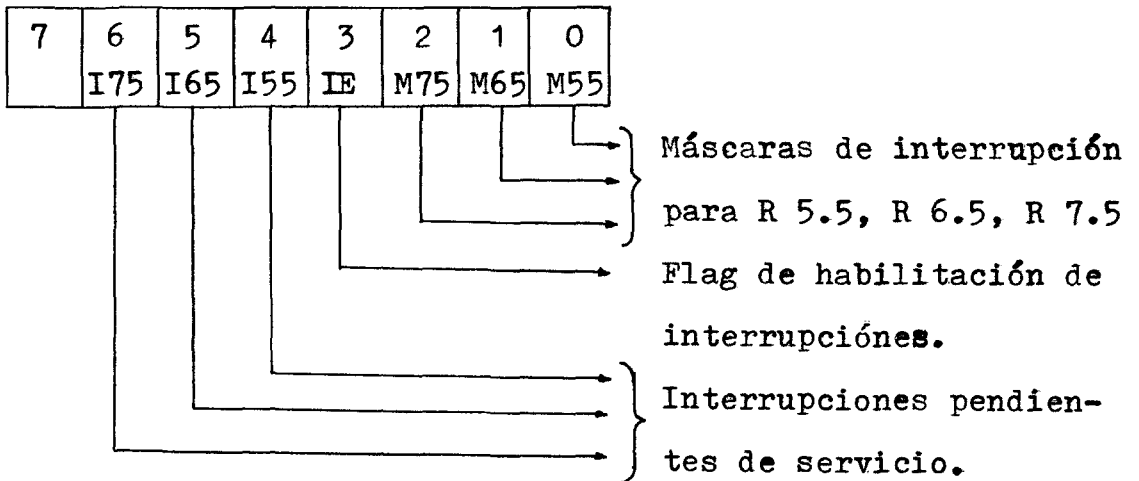 7 6 5 4 3 2 1 0
I75 I65 I55 IE M75 M65 M55
Máscaras de interrupción
para R 5.5, R 6.5, R 7.5
Flag de habilitación de
interrupciónes.
Interrupciones pendien-
tes de servicio.